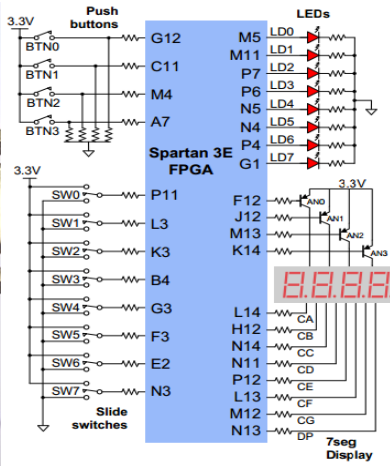 Push
buttons
3.3V
BTN0
BTN1
BTN2
BTN3
G12
C11
M4
A7
Spartan 3E
FPGA
LEDs
M5 LD0
M11 LD1
P7 LD2
P6 LD3
N5 LD4
N4 LD5
P4 LD6
G1 LD7
3.3V
SW0 P11
SW1 L3
SW2 K3
SW3 B4
SW4 G3
SW5 F3
SW6 E2
SW7 N3
Slide
switches
3.3V
F12 AN0
J12 AN1
M13 AN2
K14 AN3
8.8.8.8.
L14 CA
H12 CB
N14 CC
N11 CD
P12 CE
L13 CF
M12 CG
N13 DP
7seg
Display